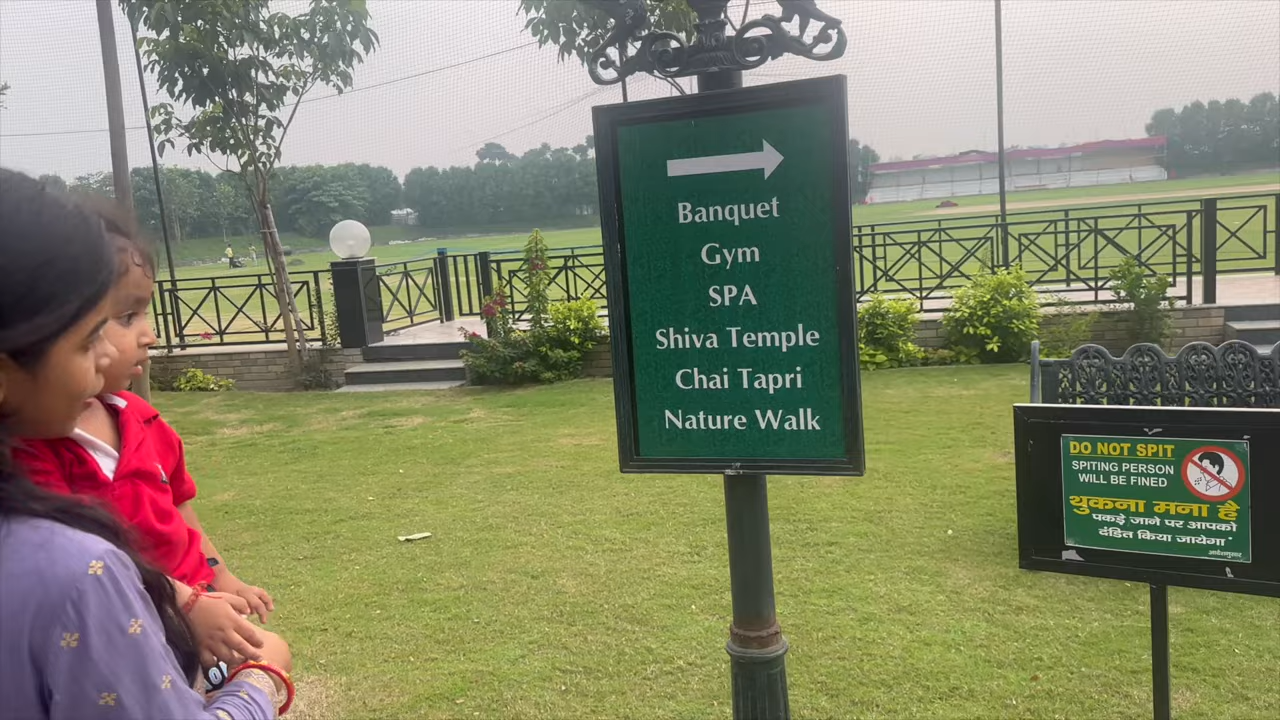 Banquet
Gym
SPA
Shiva Temple
Chai Tapri
Nature Walk
DO NOT SPIT
SPITING PERSON
WILL BE FINED
थुकना मना है
पकड़े जाने पर आपको
दंडित किया जायेगा
आदेशानुसार